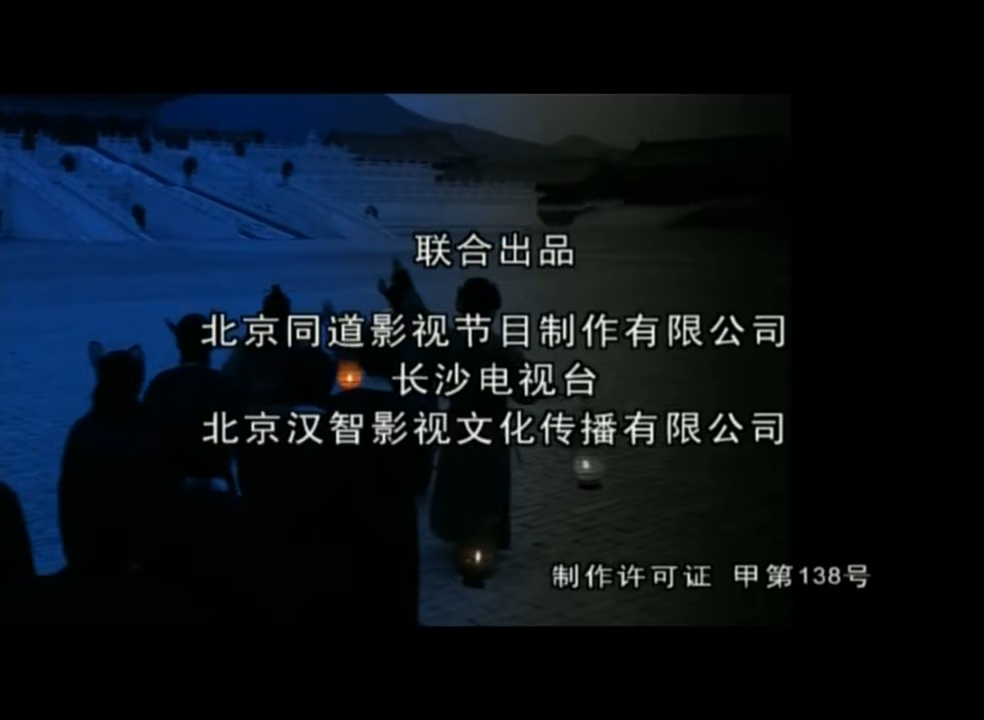 联合出品
北京同道影视节目制作有限公司
长沙电视台
北京汉智影视文化传播有限公司
制作许可证 甲第138号